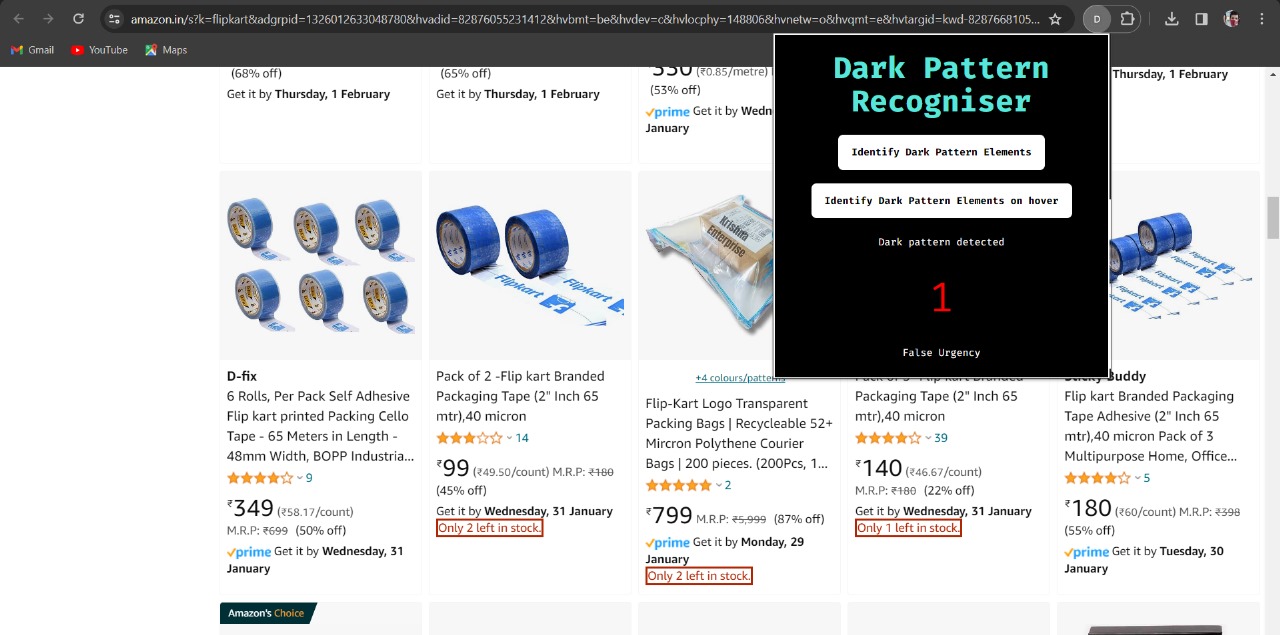 amazon.in/s?k=flipkart&adgrpid=1326012633048780&hvadid=82876055231412&hvbmt=be&hvdev=c&hvlocphy=148806&hvnetw=o&hvqmt=e&hvtargid=kwd-8287668105...
D
Gmail
YouTube
Maps
Dark Pattern
Recogniser
Identify Dark Pattern Elements
Identify Dark Pattern Elements on hover
Dark pattern detected
1
False Urgency
(68% off)
Get it by Thursday, 1 February
(65% off)
Get it by Thursday, 1 February
330 (₹0.85/metre)
(53% off)
prime Get it by
January
Thursday, 1 February
Flipkart
Krishna
Enterprise
D-fix
6 Rolls, Per Pack Self Adhesive
Flip kart printed Packing Cello
Tape - 65 Meters in Length -
48mm Width, BOPP Industria...
9
₹349 (₹58.17/count)
M.R.P: ₹699 (50% off)
prime Get it by Wednesday, 31
January
Pack of 2 -Flip kart Branded
Packaging Tape (2" Inch 65
mtr),40 micron
14
₹99 (₹49.50/count) M.R.P: ₹180
(45% off)
Get it by Wednesday, 31 January
Only 2 left in stock.
+4 colours/patterns
Flip-Kart Logo Transparent
Packing Bags | Recycleable 52+
Mircron Polythene Courier
Bags | 200 pieces. (200Pcs, 1...
2
₹799 M.R.P: ₹5,999 (87% off)
prime Get it by Monday, 29
January
Only 2 left in stock.
Pack of 3 -Flip kart Branded
Packaging Tape (2" Inch 65
mtr),40 micron
39
₹140 (₹46.67/count)
M.R.P: ₹180 (22% off)
Get it by Wednesday, 31 January
Only 1 left in stock.
Sticky Buddy
Flip kart Branded Packaging
Tape Adhesive (2" Inch 65
mtr),40 micron Pack of 3
Multipurpose Home, Office...
5
₹180 (₹60/count) M.R.P: ₹398
(55% off)
prime Get it by Tuesday, 30
January
Amazon's Choice